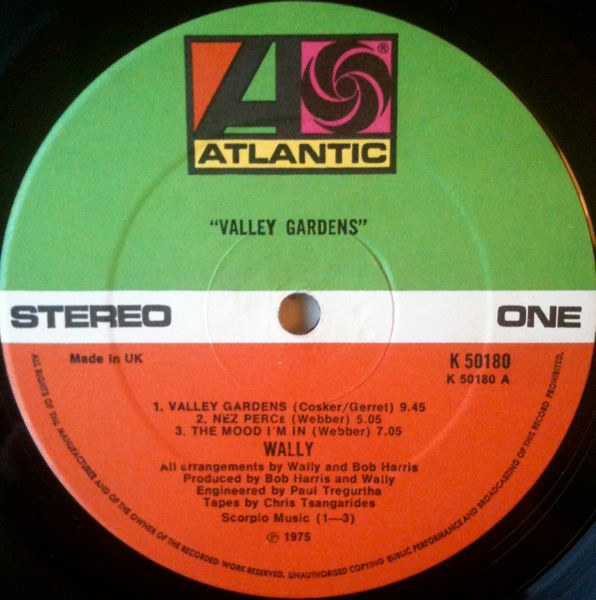 ®
ATLANTIC
"VALLEY GARDENS"
STEREO ONE
Made in UK
K 50180
K 50180 A
1. VALLEY GARDENS (Cosker/Gerret) 9.45
2. NEZ PERCE (Webber) 5.05
3. THE MOOD I'M IN (Webber) 7.05
WALLY
All arrangements by Wally and Bob Harris
Produced by Bob Harris and Wally
Engineered by Paul Tregurtha
Tapes by Chris Tsangarides
Scorpio Music (1—3)
℗ 1975
ALL RIGHTS OF THE MANUFACTURER AND OF THE OWNER OF THE RECORDED WORK RESERVED. UNAUTHORISED COPYING PUBLIC PERFORMANCE AND BROADCASTING OF THIS RECORD PROHIBITED.